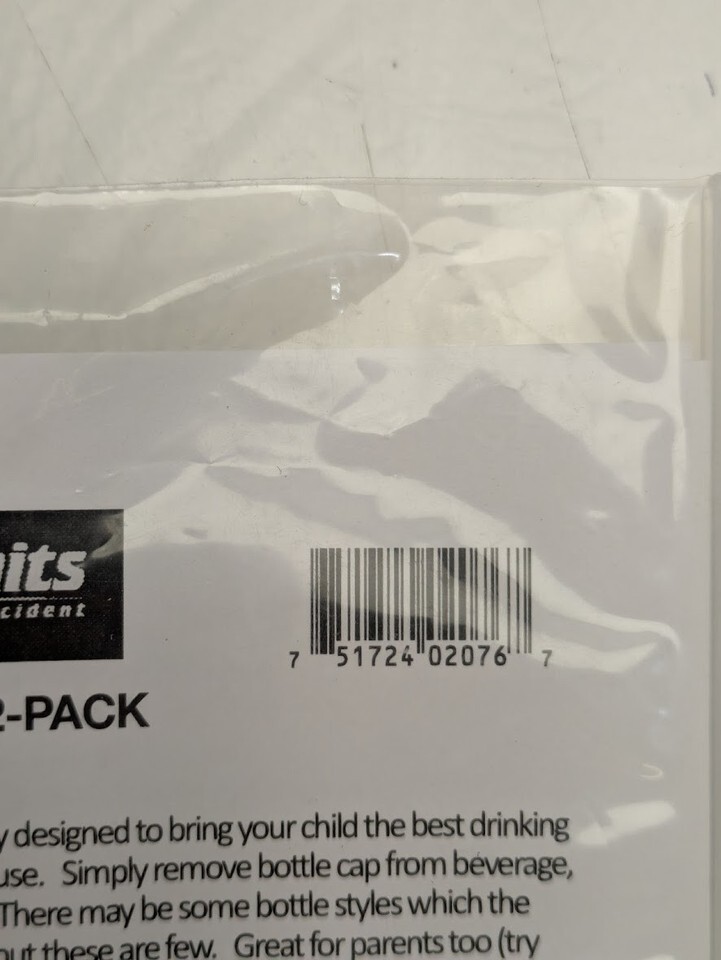 its
cident
7 51724 02076 7
2-PACK
y designed to bring your child the best drinking
use. Simply remove bottle cap from beverage,
There may be some bottle styles which the
out these are few. Great for parents too (try